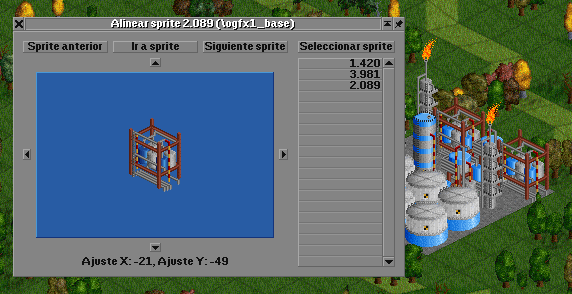 Alinear sprite 2.089 (logfx1_base)
Sprite anterior
Ir a sprite
Siguiente sprite
Seleccionar sprite
1.420
3.981
2.089
Ajuste X: -21, Ajuste Y: -49